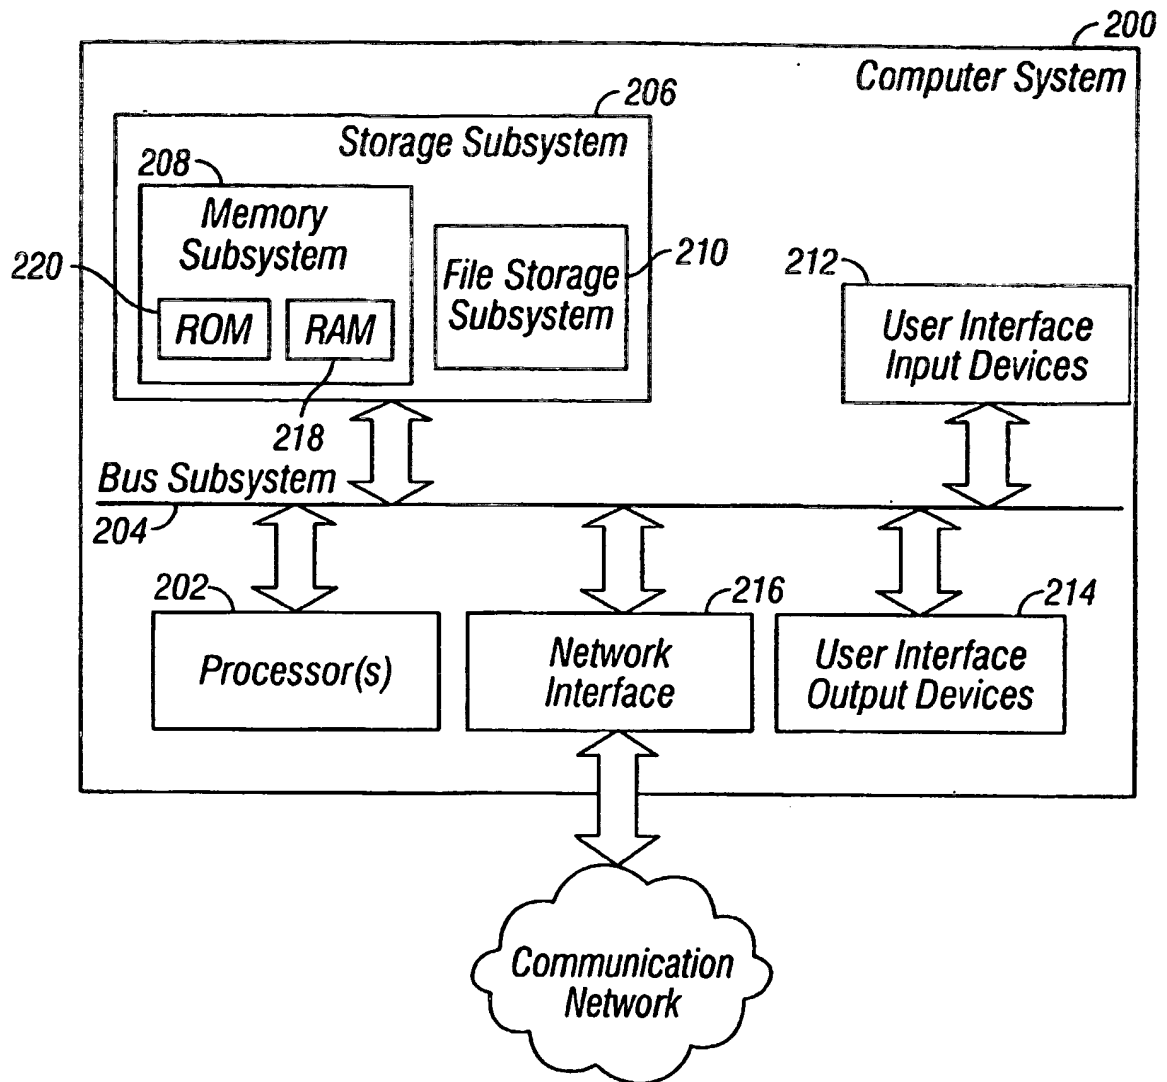 200
Computer System
206
Storage Subsystem
208
Memory
Subsystem
220
ROM
RAM
218
File Storage
Subsystem
210
212
User Interface
Input Devices
Bus Subsystem
204
202
Processor(s)
216
Network
Interface
214
User Interface
Output Devices
Communication
Network